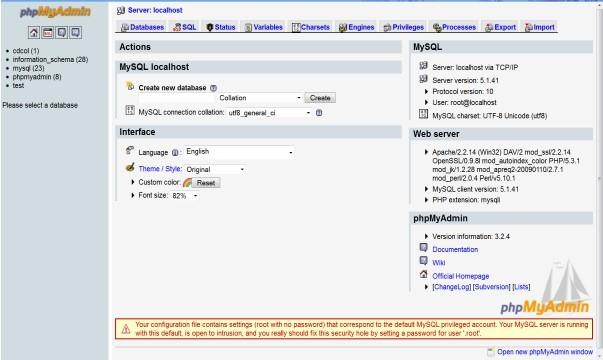 phpMyAdmin
cdcol (1)
information_schema (28)
mysql (23)
phpmyadmin (8)
test
Please select a database
Server: localhost
Databases SQL Status Variables Charsets Engines Privileges Processes Export Import
Actions
MySQL localhost
Create new database
Collation Create
MySQL connection collation: utf8_general_ci
Interface
Language : English
Theme / Style: Original
Custom color: Reset
Font size: 82%
MySQL
Server: localhost via TCP/IP
Server version: 5.1.41
Protocol version: 10
User: root@localhost
MySQL charset: UTF-8 Unicode (utf8)
Web server
Apache/2.2.14 (Win32) DAV/2 mod_ssl/2.2.14
OpenSSL/0.9.8l mod_autoindex_color PHP/5.3.1
mod_jk/1.2.28 mod_apreq2-20090110/2.7.1
mod_perl/2.0.4 Perl/v5.10.1
MySQL client version: 5.1.41
PHP extension: mysqli
phpMyAdmin
Version information: 3.2.4
Documentation
Wiki
Official Homepage
[ChangeLog] [Subversion] [Lists]
phpMyAdmin
Your configuration file contains settings (root with no password) that correspond to the default MySQL privileged account. Your MySQL server is running
with this default, is open to intrusion, and you really should fix this security hole by setting a password for user 'root'.
Open new phpMyAdmin window